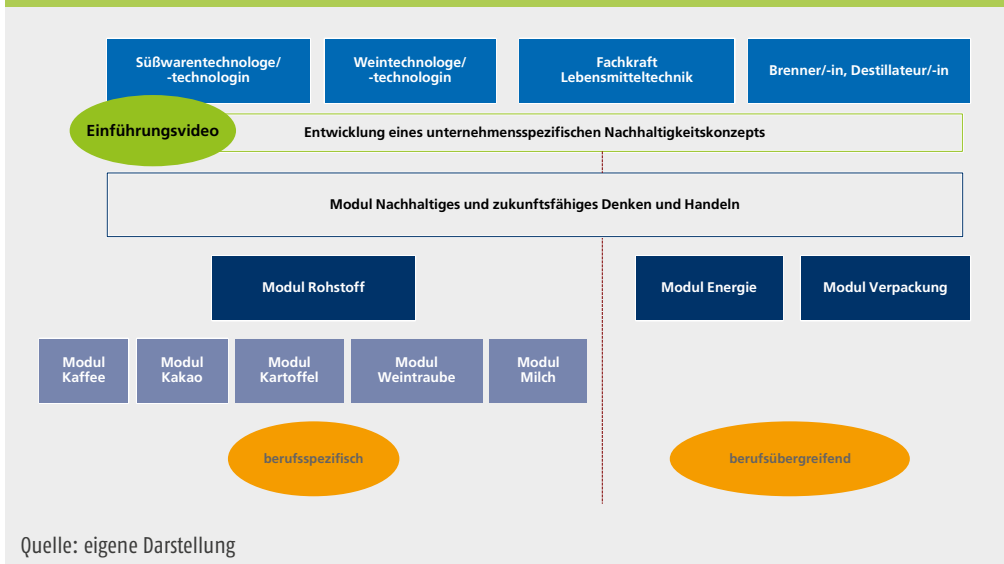 Süßwarentechnologe/
-technologin
Weintechnologe/
-technologin
Fachkraft
Lebensmitteltechnik
Brenner/-in, Destillateur/-in
Einführungsvideo
Entwicklung eines unternehmensspezifischen Nachhaltigkeitskonzepts
Modul Nachhaltiges und zukunftsfähiges Denken und Handeln
Modul Rohstoff
Modul Energie
Modul Verpackung
Modul
Kaffee
Modul
Kakao
Modul
Kartoffel
Modul
Weintraube
Modul
Milch
berufsspezifisch
berufsübergreifend
Quelle: eigene Darstellung